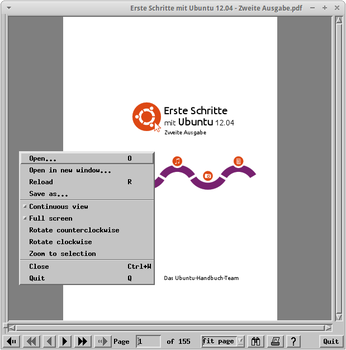 Erste Schritte mit Ubuntu 12.04 - Zweite Ausgabe.pdf
Erste Schritte
mit Ubuntu 12.04
Zweite Ausgabe
Open... O
Open in new window...
Reload R
Save as...
Continuous view
Full screen
Rotate counterclockwise
Rotate clockwise
Zoom to selection
Close Ctrl+W
Quit Q
Das Ubuntu-Handbuch-Team
Page 1 of 155 fit page ? Quit